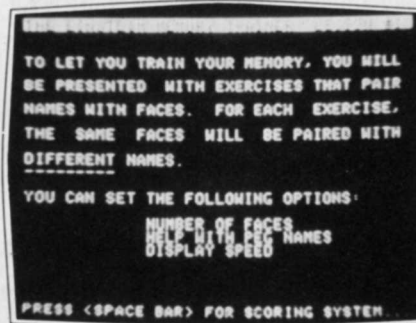 TO LET YOU TRAIN YOUR MEMORY, YOU WILL
BE PRESENTED WITH EXERCISES THAT PAIR
NAMES WITH FACES. FOR EACH EXERCISE,
THE SAME FACES WILL BE PAIRED WITH
DIFFERENT NAMES.
YOU CAN SET THE FOLLOWING OPTIONS:
NUMBER OF FACES
HELP WITH PEG NAMES
DISPLAY SPEED
PRESS <SPACE BAR> FOR SCORING SYSTEM...